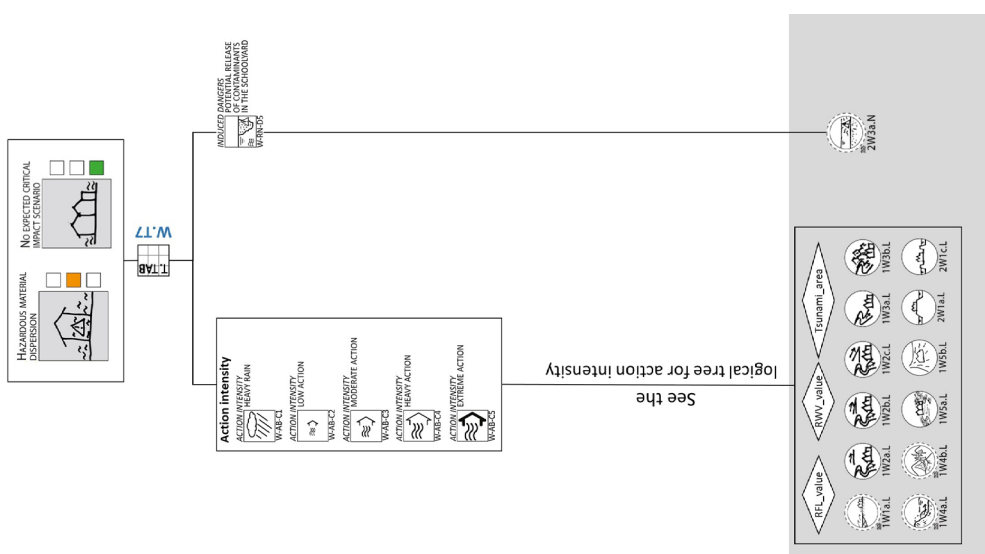 HAZARDOUS MATERIAL
DISPERSION
NO EXPECTED CRITICAL
IMPACT SCENARIO
T. TAB
W.T7
Action intensity
ACTION INTENSITY
HEAVY RAIN
W-AB-C1
ACTION INTENSITY
LOW ACTION
W-AB-C2
ACTION INTENSITY
MODERATE ACTION
W-AB-C3
ACTION INTENSITY
HEAVY ACTION
W-AB-C4
ACTION INTENSITY
EXTREME ACTION
W-AB-C5
INDUCED DANGERS
POTENTIAL RELEASE
OF CONTAMINANTS
IN THE SCHOOLYARD
W-RN-D5
See the
logical tree for action intensity
RFL_value
RWV_value
Tsunami_area
1W1a.L
1W2a.L
1W2b.L
1W2c.L
1W3a.L
1W3b.L
1W4a.L
1W4b.L
1W5a.L
1W5b.L
2W1a.L
2W1c.L
2W3a.N